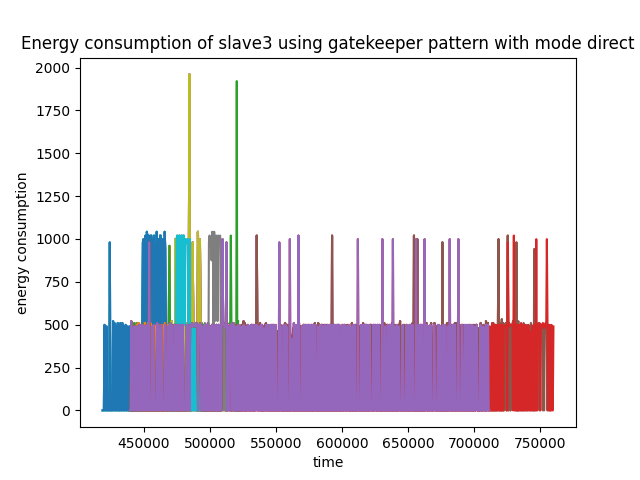 Energy consumption of slave3 using gatekeeper pattern with mode direct
2000
1750
1500
1250
1000
750
500
250
0
energy consumption
450000 500000 550000 600000 650000 700000 750000
time